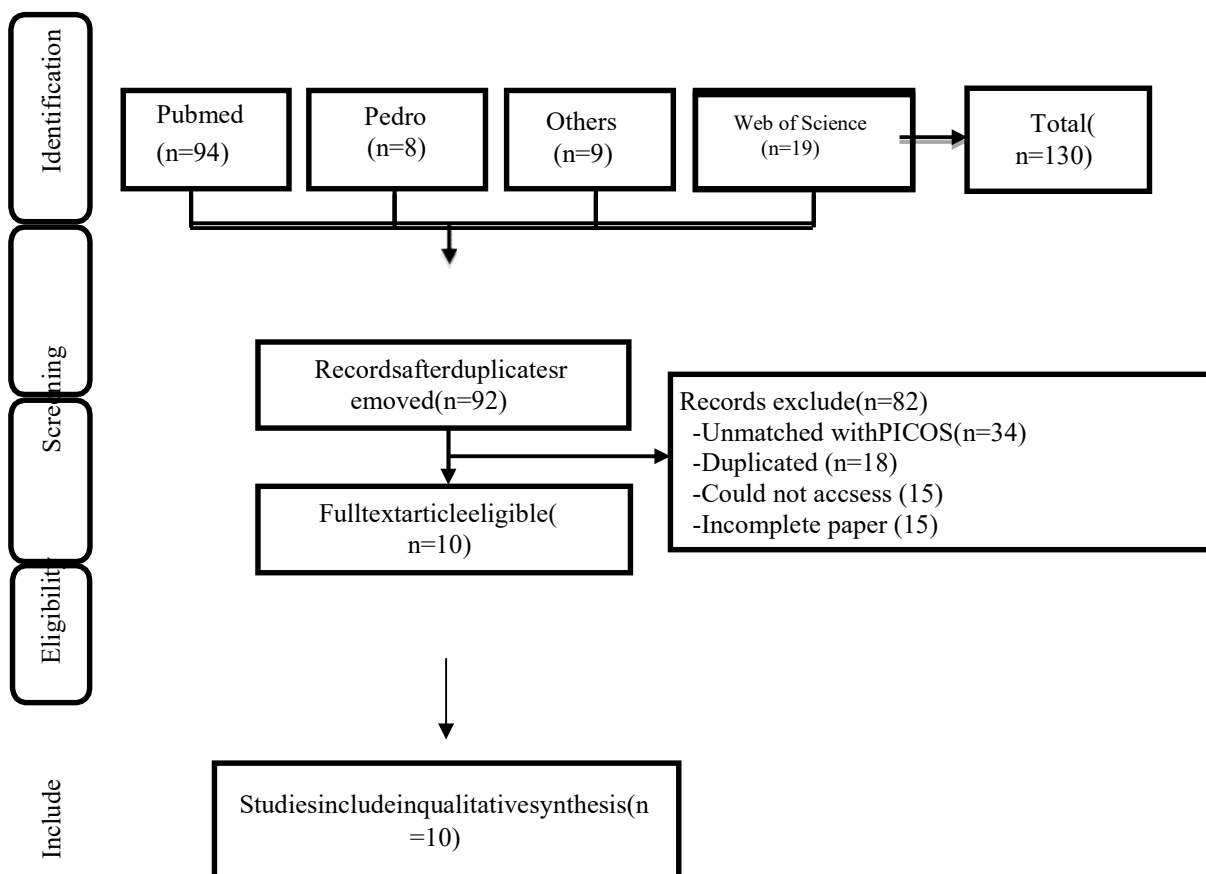 Identification
Pubmed
(n=94)
Pedro
(n=8)
Others
(n=9)
Web of Science
(n=19)
Total(
n=130)
Screening
Recordsafterduplicatesr
emoved(n=92)
Records exclude(n=82)
-Unmatched withPICOS(n=34)
-Duplicated (n=18)
-Could not accsess (15)
-Incomplete paper (15)
Eligibility
Fulltextarticleeligible(
n=10)
Include
Studiesincludeinqualitativesynthesis(n
=10)